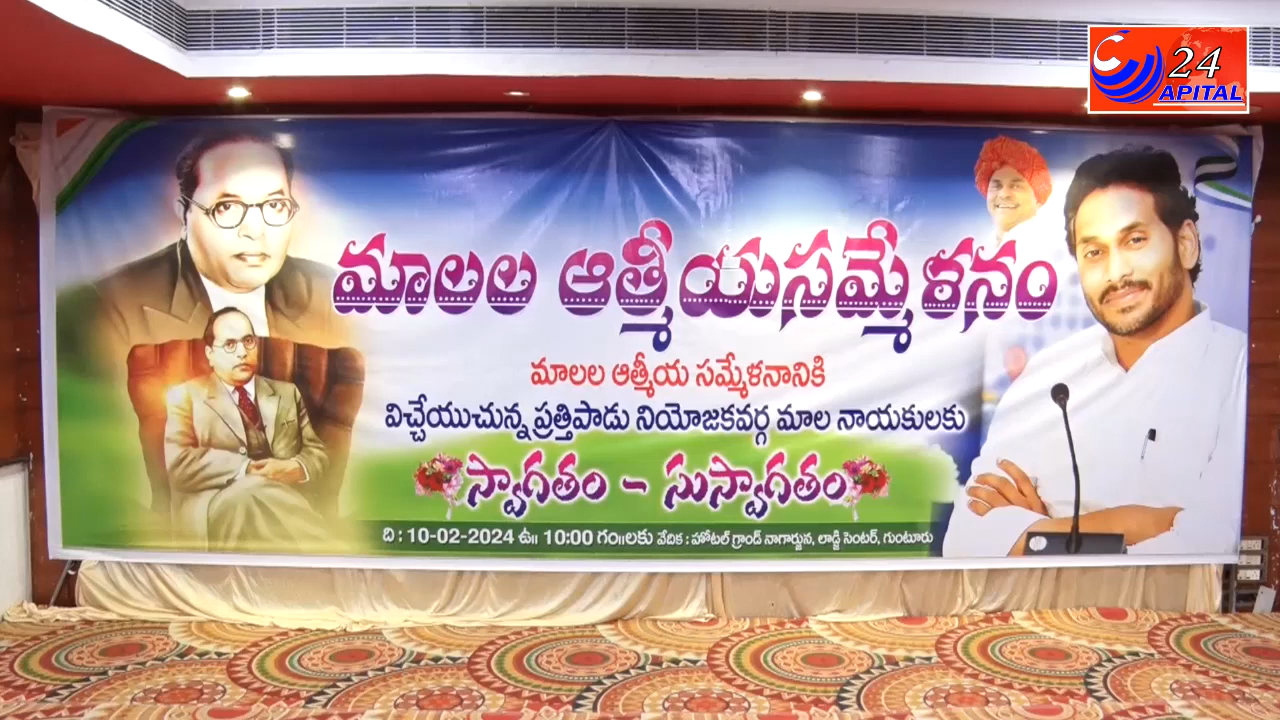 24
APITAL
మాలల ఆత్మీయసమ్మేళనం
మాలల ఆత్మీయ సమ్మేళనానికి
విచ్చేయుచున్న ప్రత్తిపాడు నియోజకవర్గ మాల నాయకులకు
స్వాగతం - సుస్వాగతం
ది : 10-02-2024 ఉ॥ 10:00 గం॥లకు వేదిక : హోటల్ గ్రాండ్ నాగార్జున, లాడ్జి సెంటర్, గుంటూరు